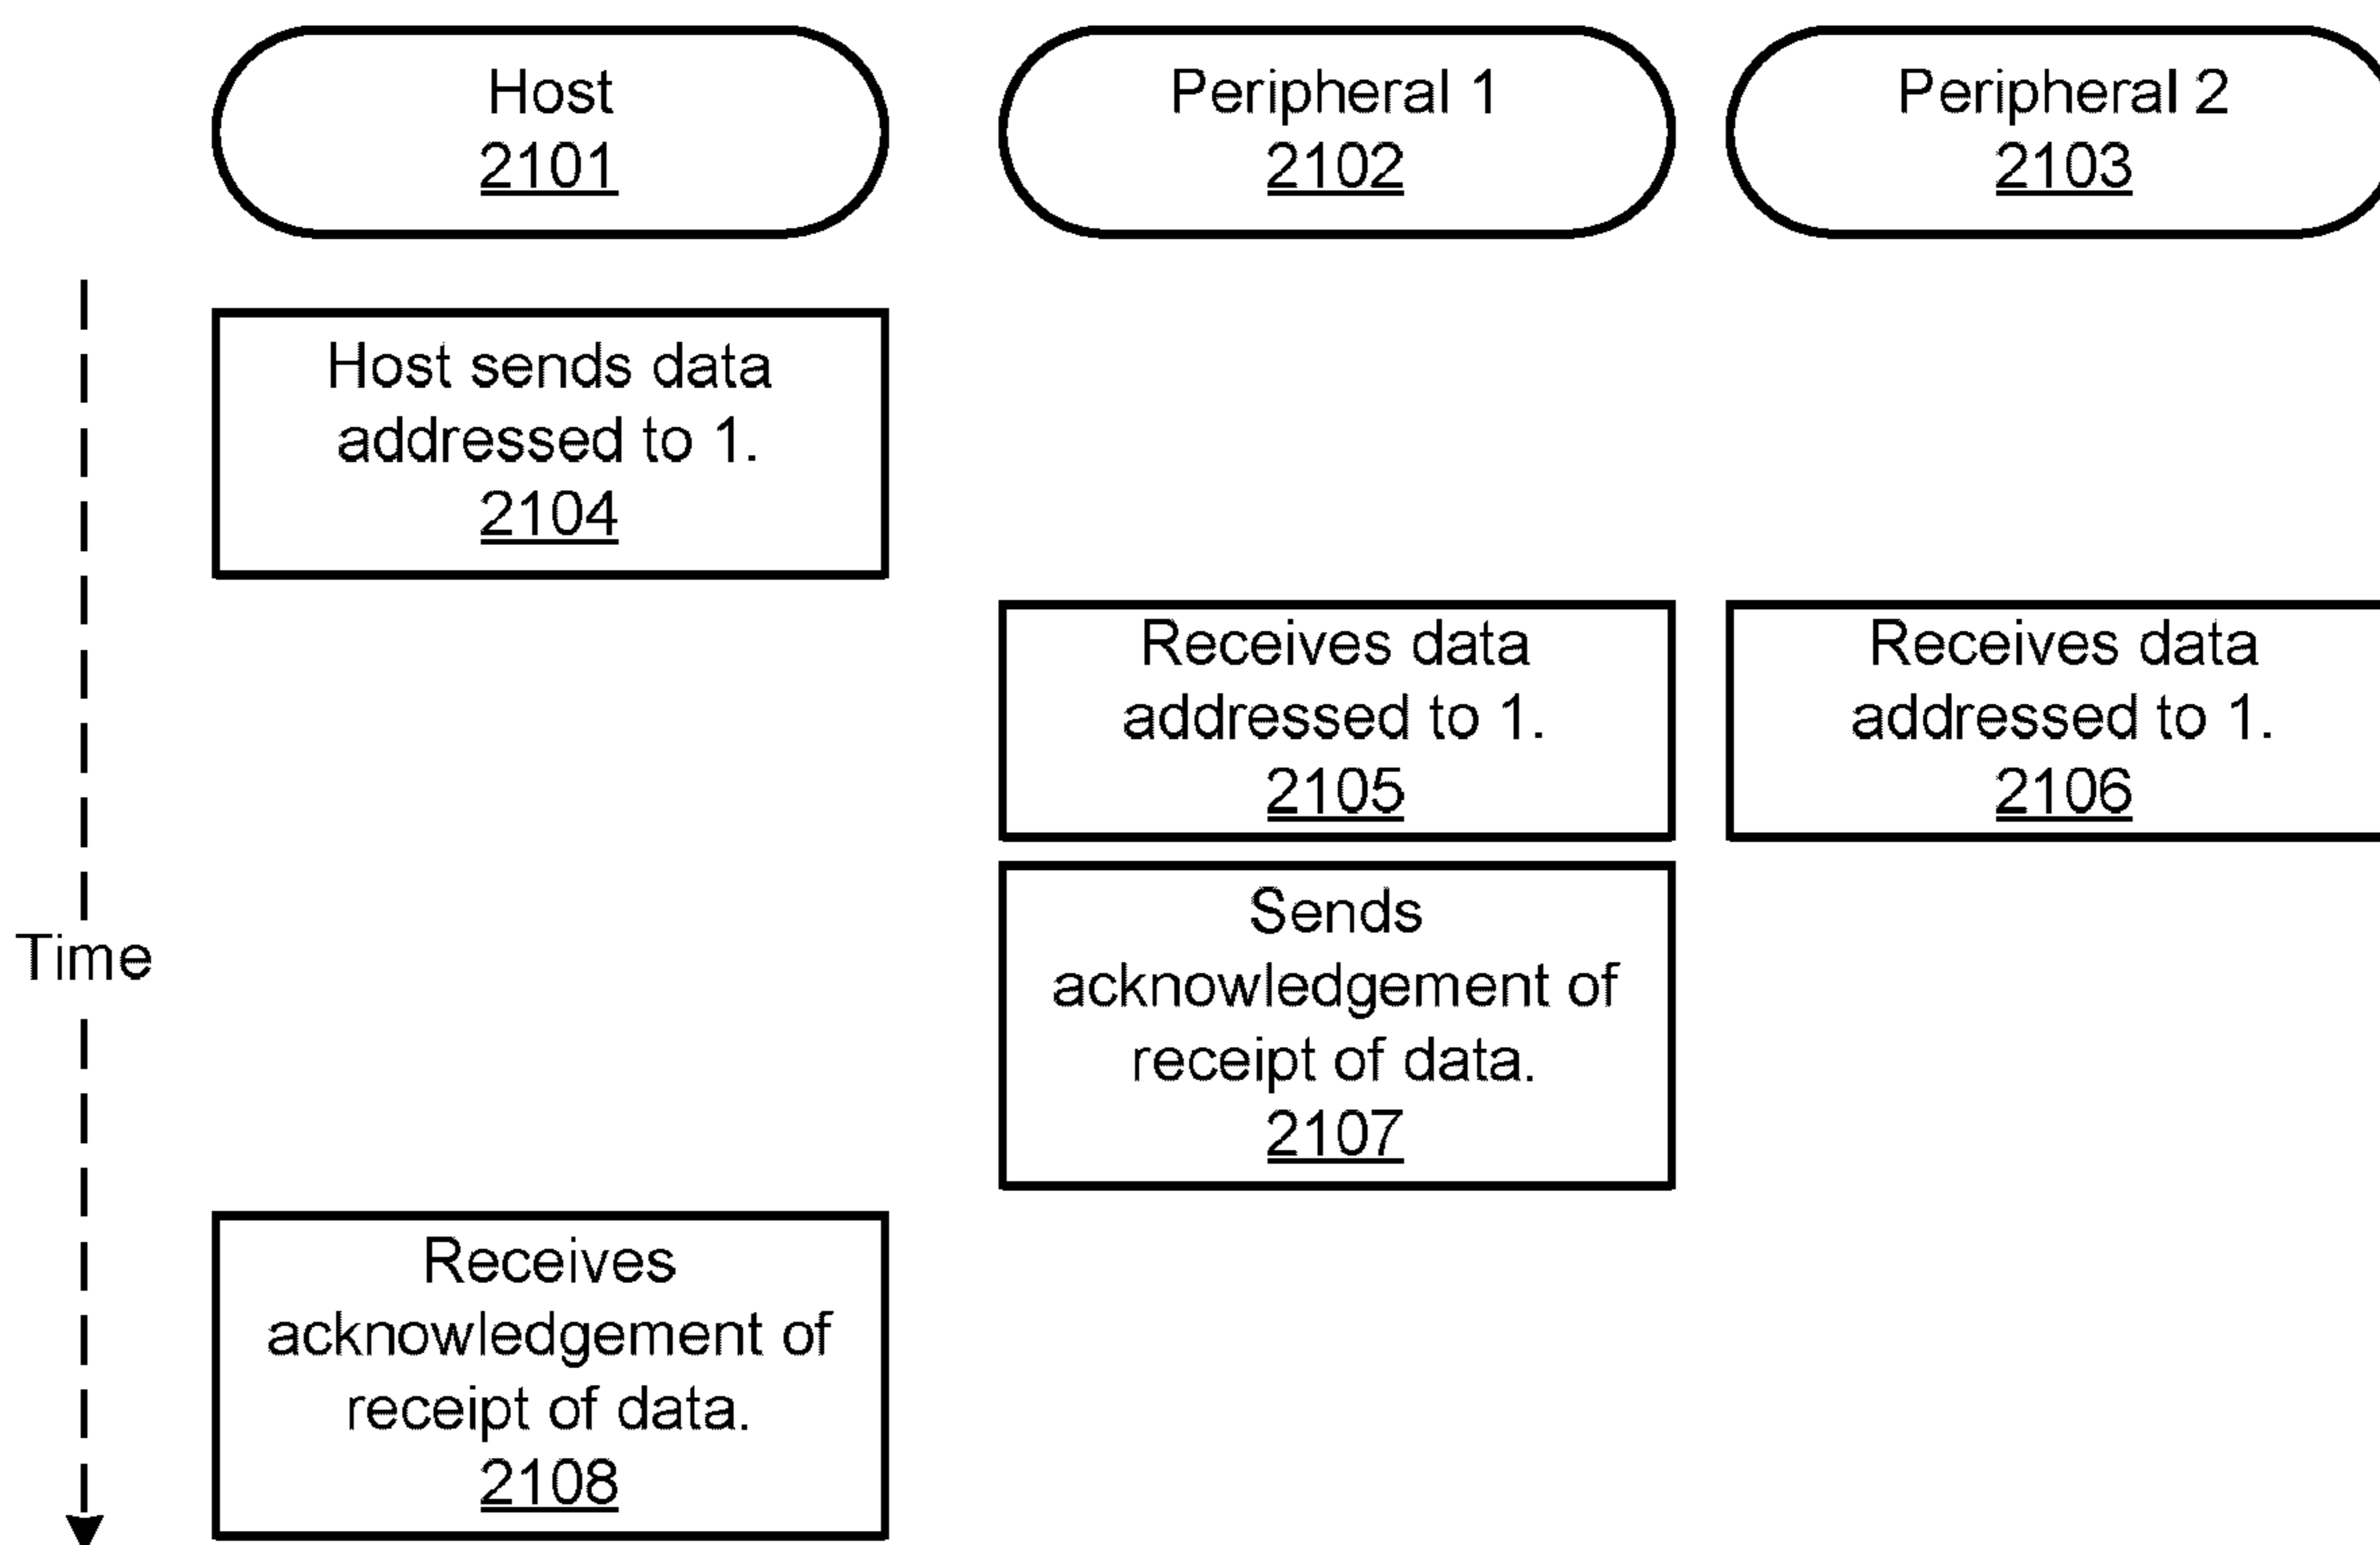 Host
2101
Peripheral 1
2102
Peripheral 2
2103
Host sends data
addressed to 1.
2104
Receives data
addressed to 1.
2105
Receives data
addressed to 1.
2106
Sends
acknowledgement of
receipt of data.
2107
Time
Receives
acknowledgement of
receipt of data.
2108